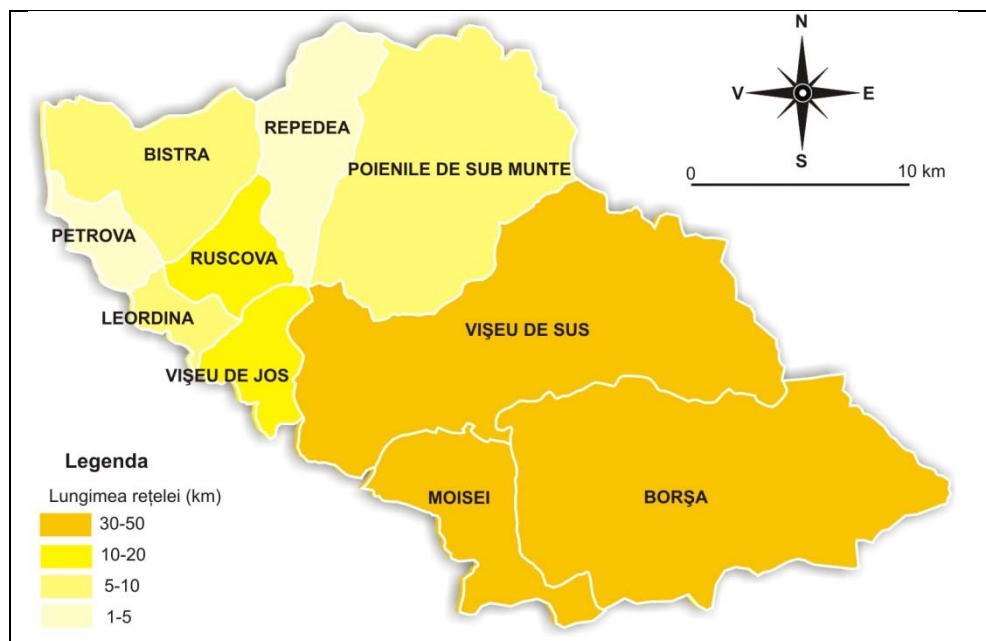 N
V E
S
0 10 km
REPEDEA
BISTRA
POIENILE DE SUB MUNTE
PETROVA
RUSCOVA
LEORDINA
VIŞEU DE SUS
VIŞEU DE JOS
MOISEI
BORŞA
Legenda
Lungimea rețelei (km)
30-50
10-20
5-10
1-5